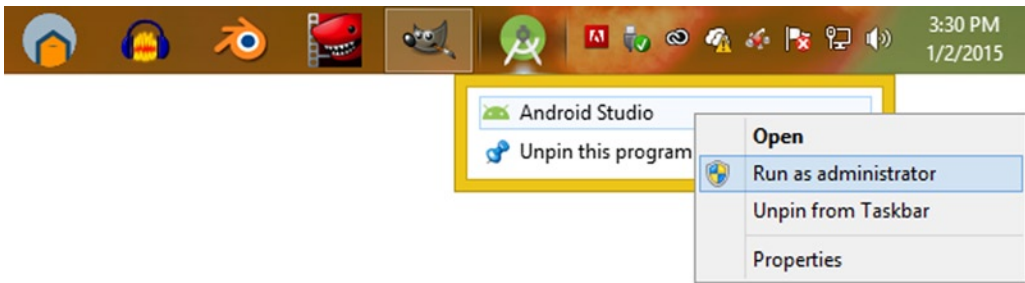 3:30 PM
1/2/2015
Android Studio
Unpin this program
Open
Run as administrator
Unpin from Taskbar
Properties